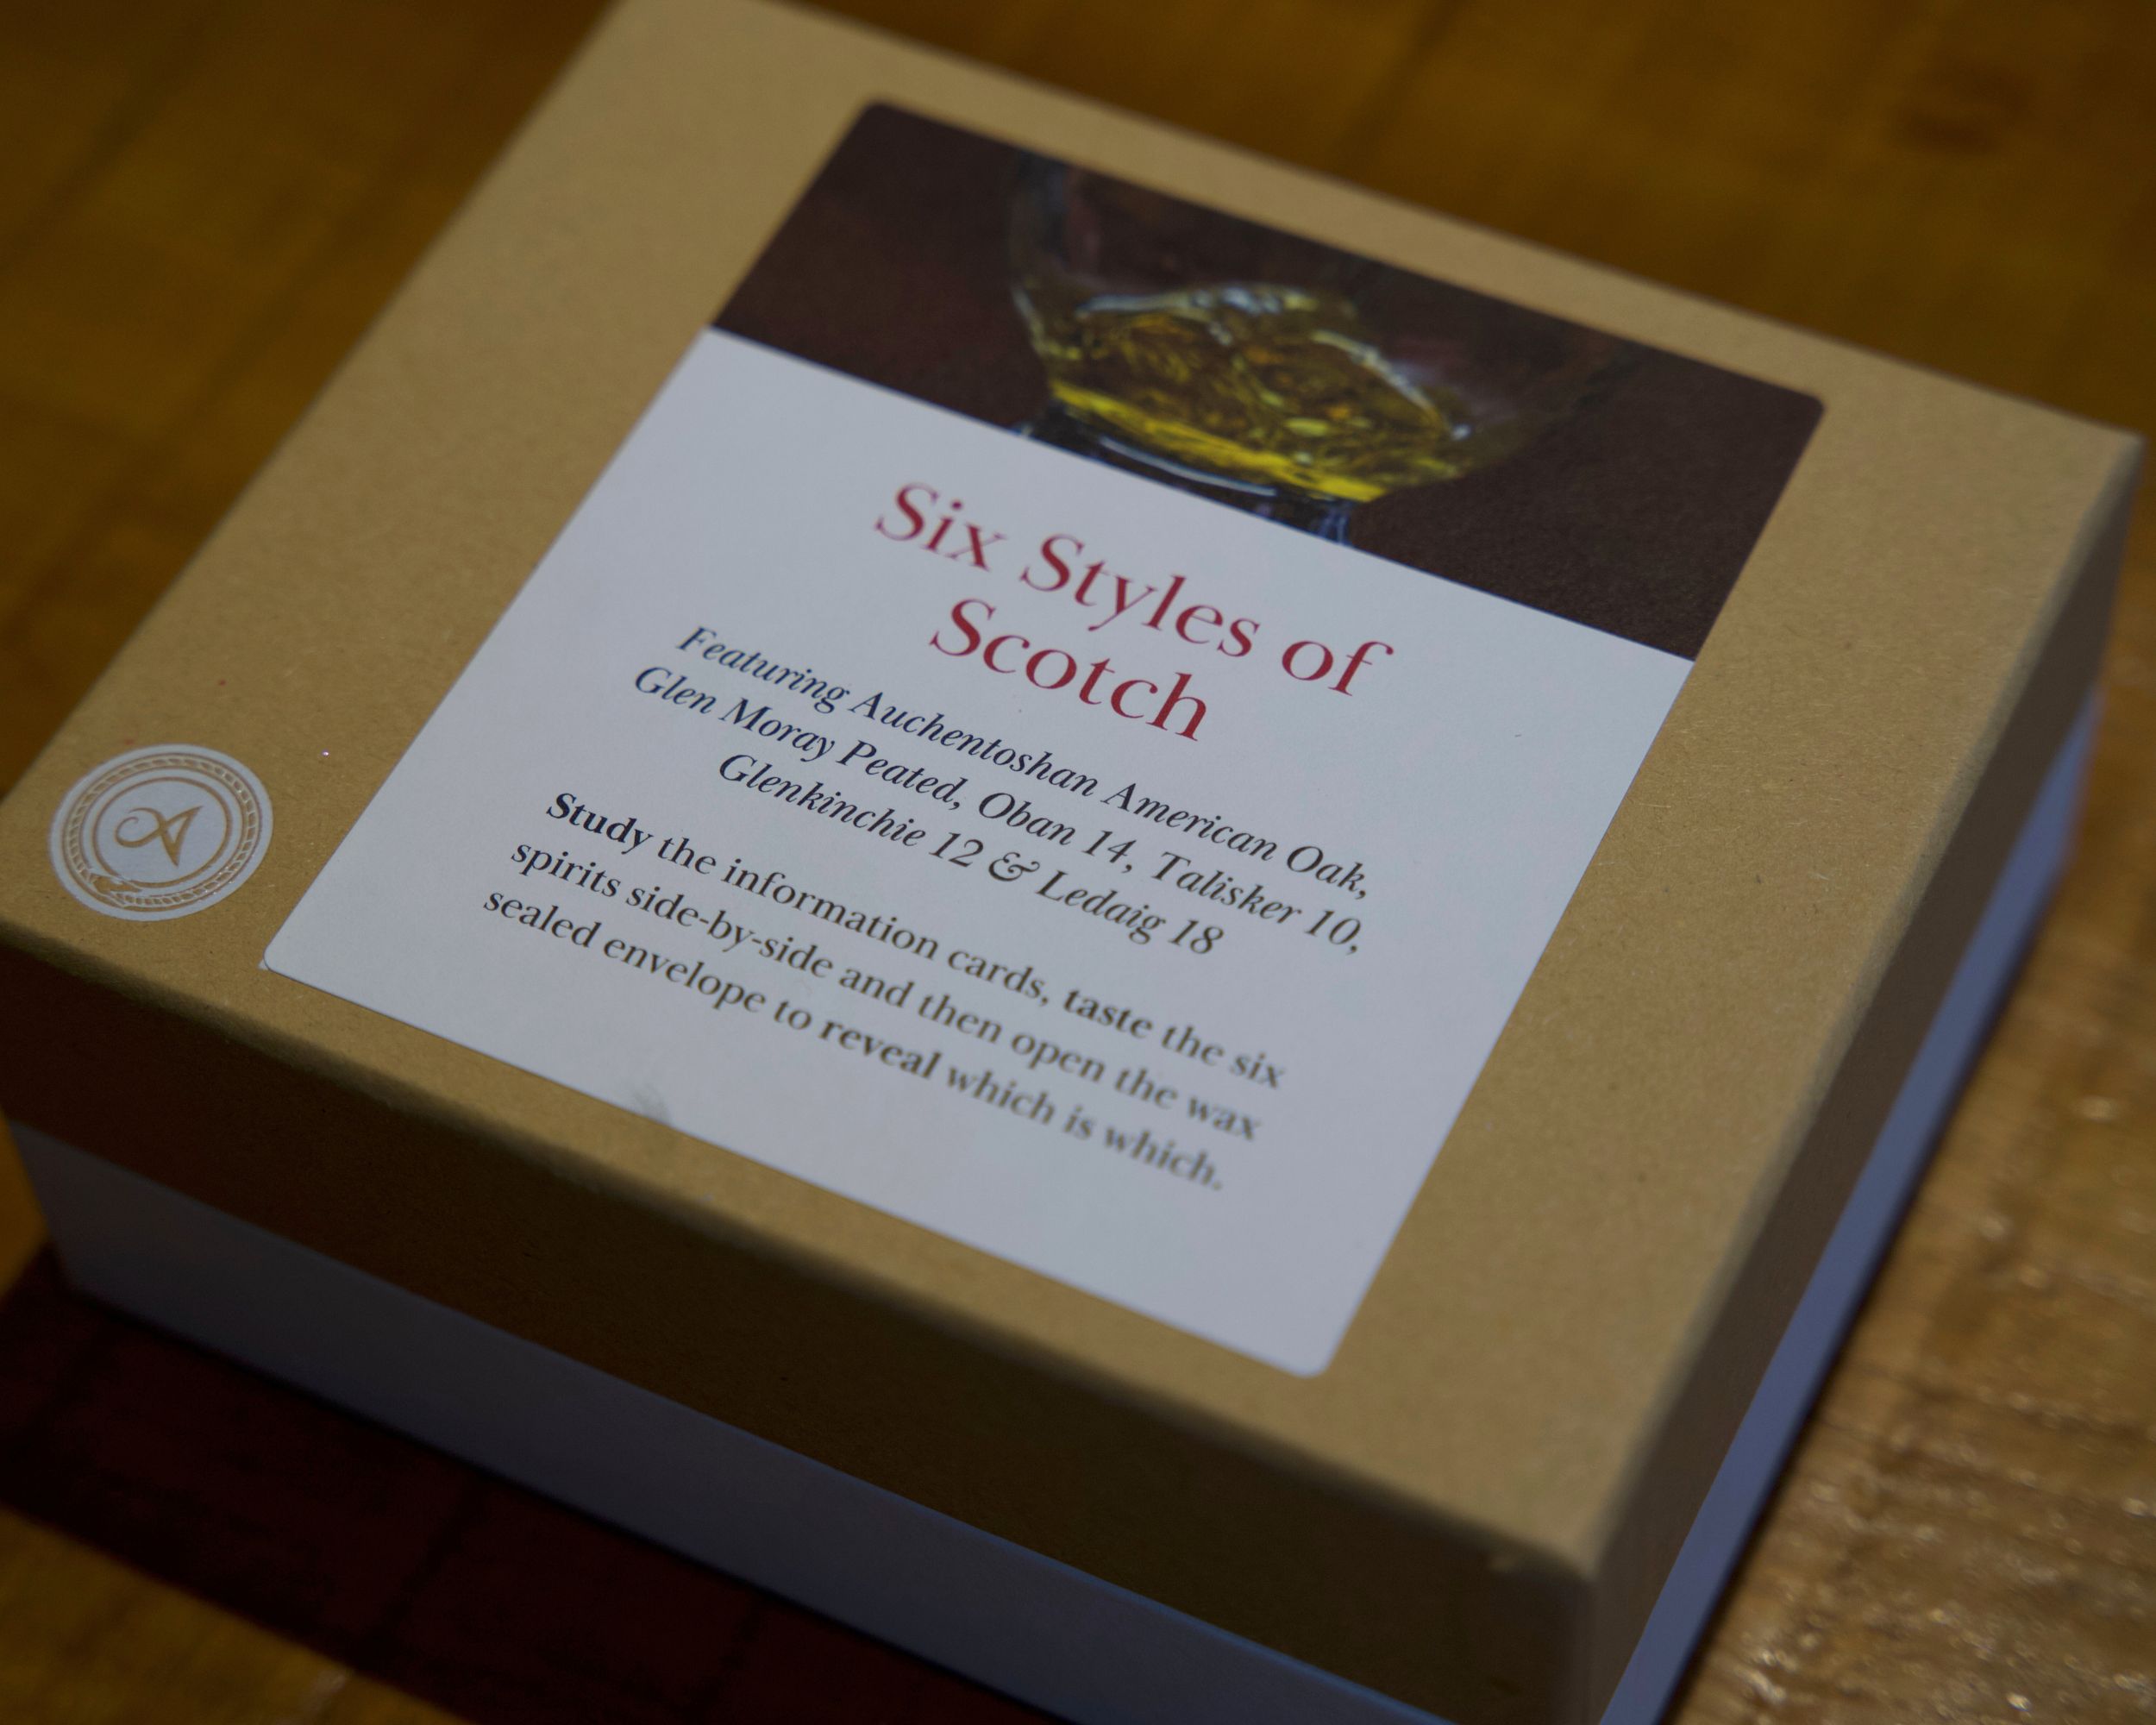 Six Styles of
Scotch
Featuring Auchentoshan American Oak,
Glen Moray Peated, Oban 14, Talisker 10,
Glenkinchie 12 & Ledaig 18
Study the information cards, taste the six
spirits side-by-side and then open the wax
sealed envelope to reveal which is which.